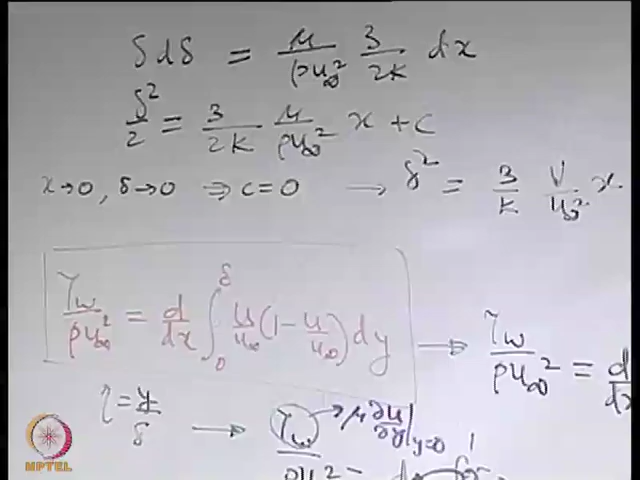 δ dδ = μ/ρu∞² 3/2K dx
δ²/2 = 3/2K μ/ρu∞² x + c
x→0, δ→0 ⇒ c=0 → δ² = 3/K ν/u∞² x.
τw/ρu∞² = d/dx ∫₀^δ u/u∞ (1 - u/u∞) dy → τw/ρu∞² = d/dx
η = y/δ → τw → μ ∂u/∂y|y=0
NPTEL